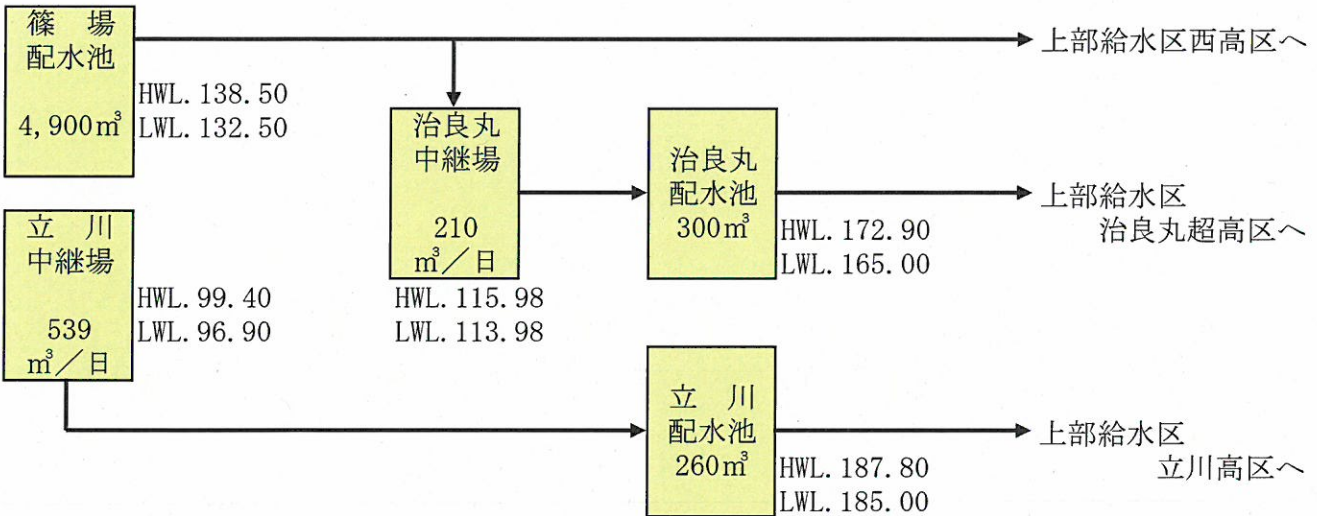 篠　場
配水池
4,900㎥
HWL.138.50
LWL.132.50
上部給水区西高区へ
治良丸
中継場
210
㎥／日
HWL.115.98
LWL.113.98
治良丸
配水池
300㎥
HWL.172.90
LWL.165.00
上部給水区
治良丸超高区へ
立　川
中継場
539
㎥／日
HWL.99.40
LWL.96.90
立　川
配水池
260㎥
HWL.187.80
LWL.185.00
上部給水区
立川高区へ